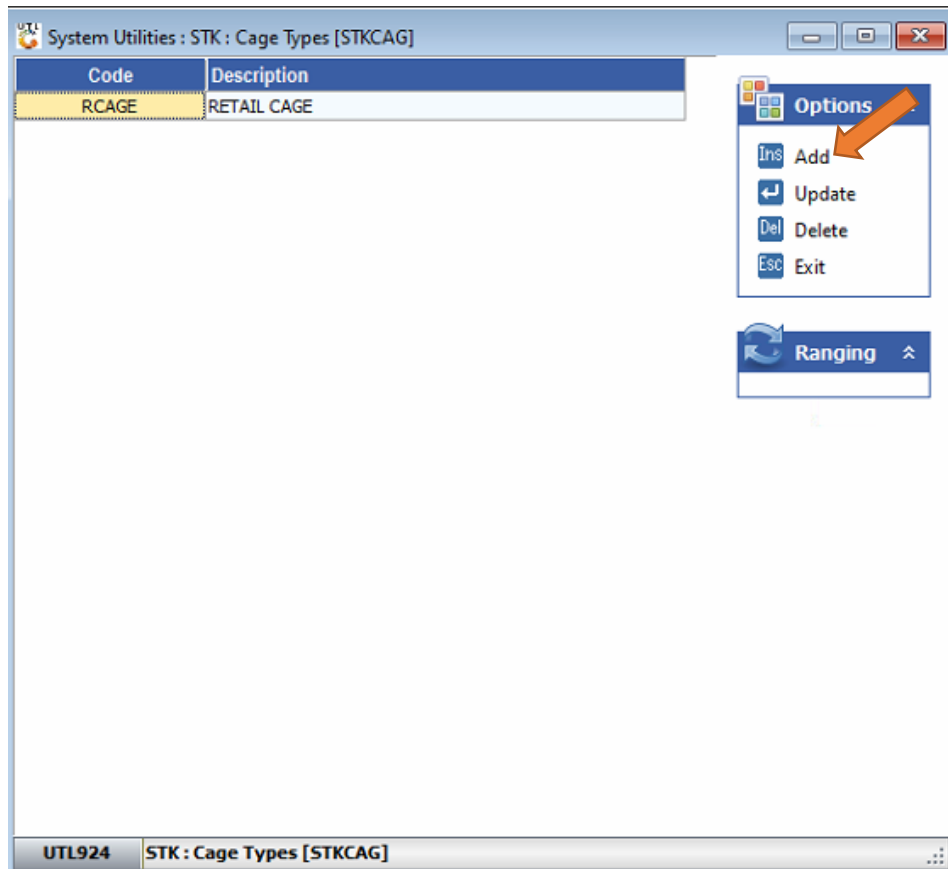 UTL System Utilities : STK : Cage Types [STKCAG]
Code Description
RCAGE RETAIL CAGE
Options
Ins Add
Update
Del Delete
Esc Exit
Ranging
UTL924 STK : Cage Types [STKCAG]